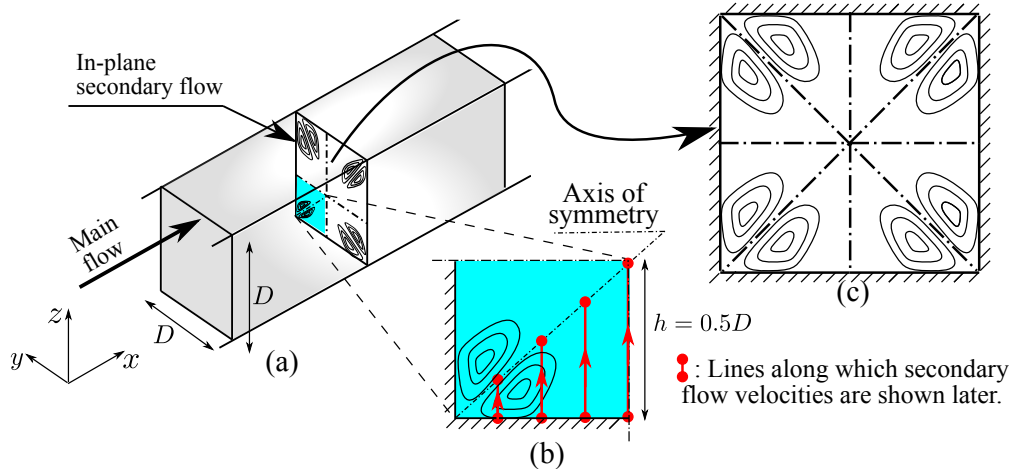 In-plane
secondary flow
Main
flow
D
D
z
y
x
(a)
Axis of
symmetry
h = 0.5D
(b)
(c)
: Lines along which secondary
flow velocities are shown later.